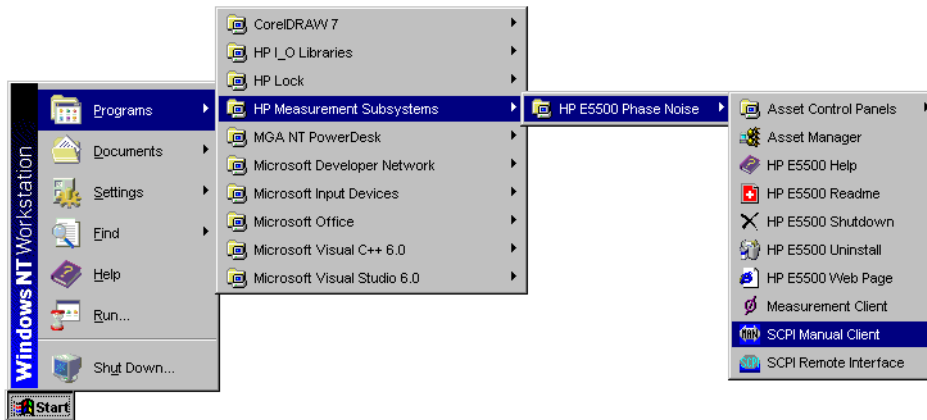 Windows NT Workstation
Programs
Documents
Settings
Find
Help
Run...
Shut Down...
Start
CorelDRAW 7
HP I_O Libraries
HP Lock
HP Measurement Subsystems
MGA NT PowerDesk
Microsoft Developer Network
Microsoft Input Devices
Microsoft Office
Microsoft Visual C++ 6.0
Microsoft Visual Studio 6.0
HP E5500 Phase Noise
Asset Control Panels
Asset Manager
HP E5500 Help
HP E5500 Readme
HP E5500 Shutdown
HP E5500 Uninstall
HP E5500 Web Page
Measurement Client
SCPI Manual Client
SCPI Remote Interface